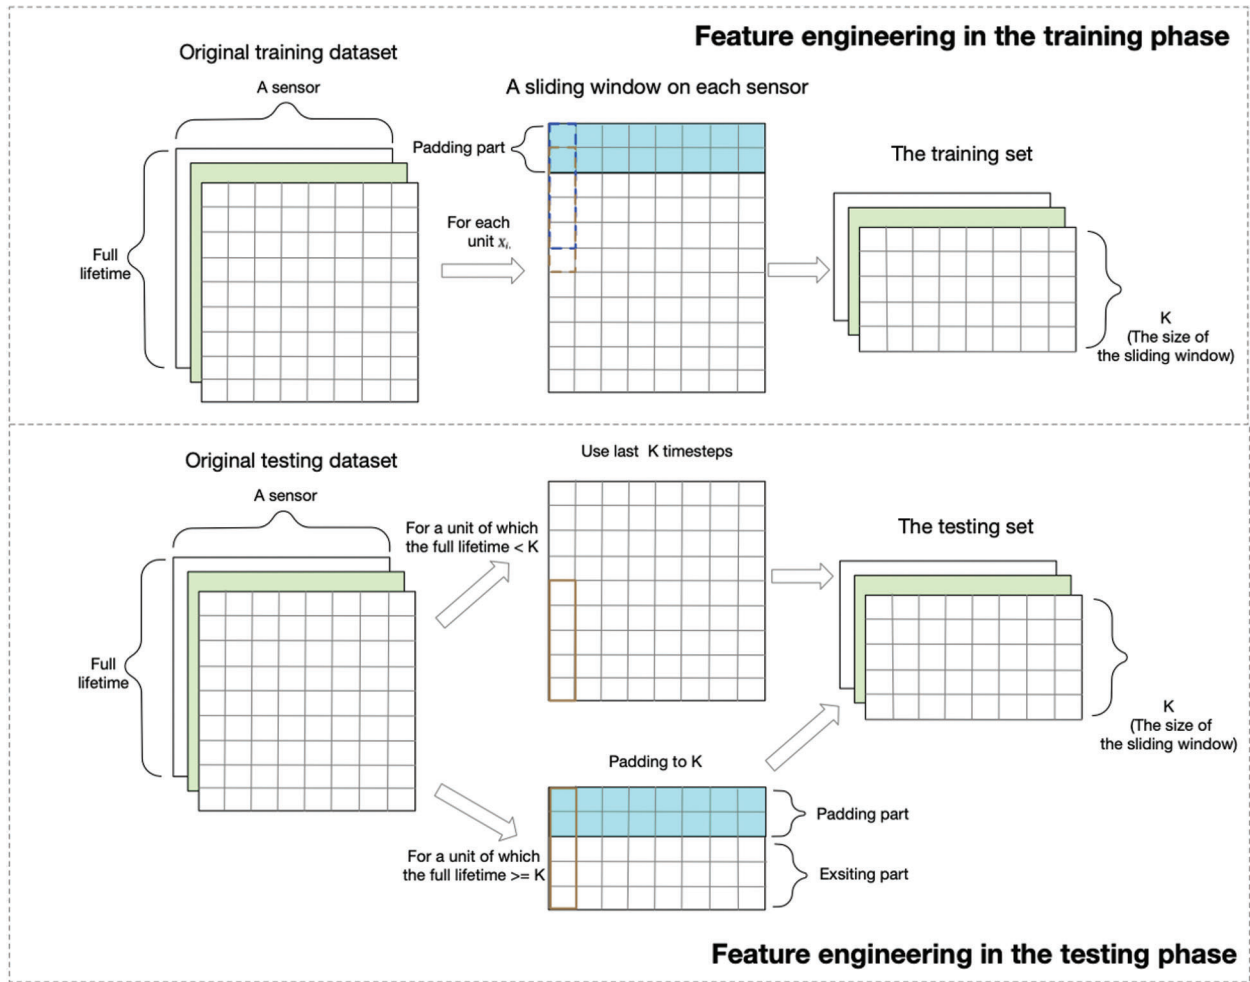 Feature engineering in the training phase
Original training dataset
A sensor
A sliding window on each sensor
Padding part
The training set
For each
unit xi.
Full
lifetime
K
(The size of
the sliding window)
Original testing dataset
Use last K timesteps
A sensor
For a unit of which
the full lifetime < K
The testing set
Full
lifetime
K
(The size of
the sliding window)
Padding to K
Padding part
For a unit of which
the full lifetime >= K
Exsiting part
Feature engineering in the testing phase